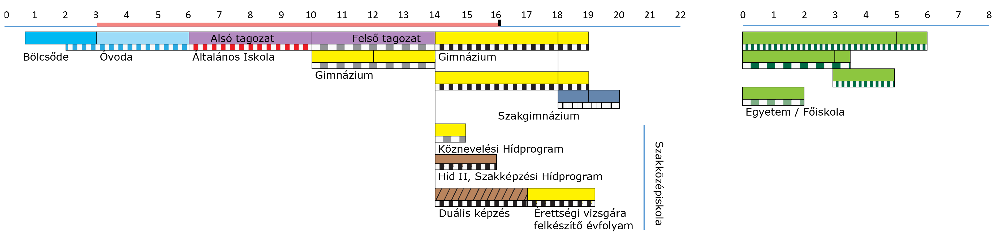 0 1 2 3 4 5 6 7 8 9 10 11 12 13 14 15 16 17 18 19 20 21 22
0 1 2 3 4 5 6 7 8
Alsó tagozat
Felső tagozat
Bölcsőde
Óvoda
Általános Iskola
Gimnázium
Gimnázium
Szakgimnázium
Egyetem / Főiskola
Köznevelési Hídprogram
Híd II, Szakképzési Hídprogram
Duális képzés
Érettségi vizsgára
felkészítő évfolyam
Szakközépiskola